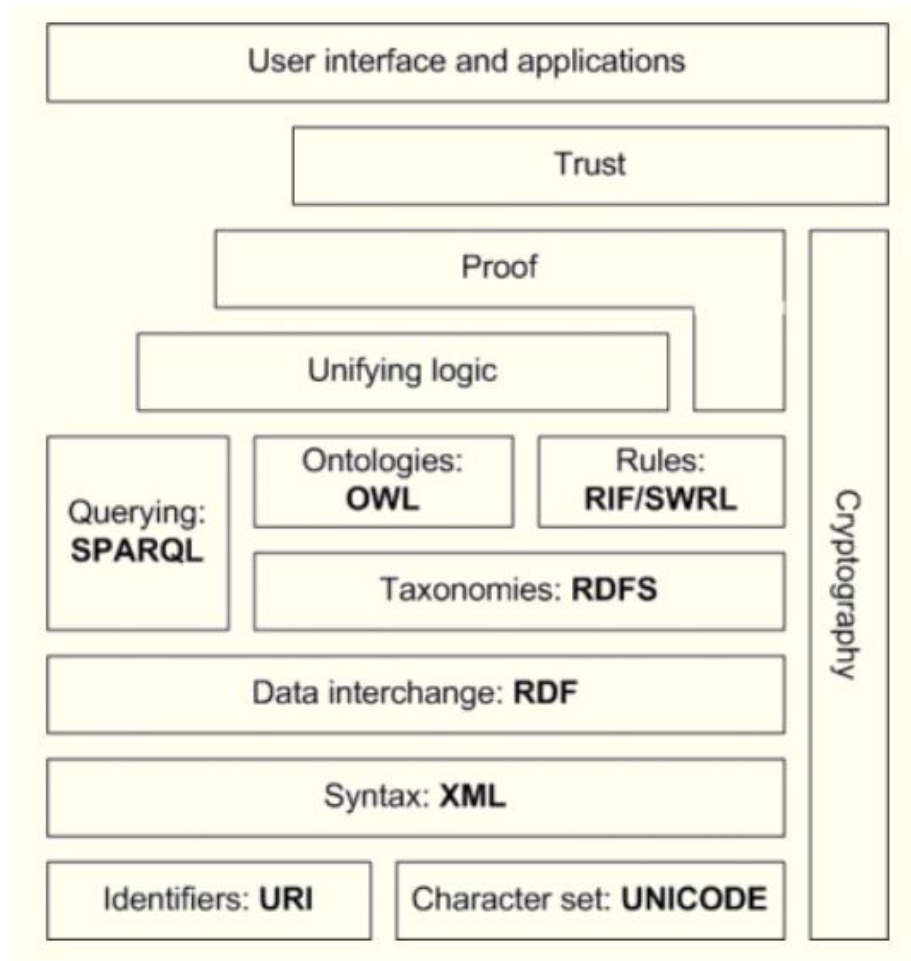 User interface and applications
Trust
Proof
Unifying logic
Querying:
SPARQL
Ontologies:
OWL
Rules:
RIF/SWRL
Taxonomies: RDFS
Cryptography
Data interchange: RDF
Syntax: XML
Identifiers: URI
Character set: UNICODE